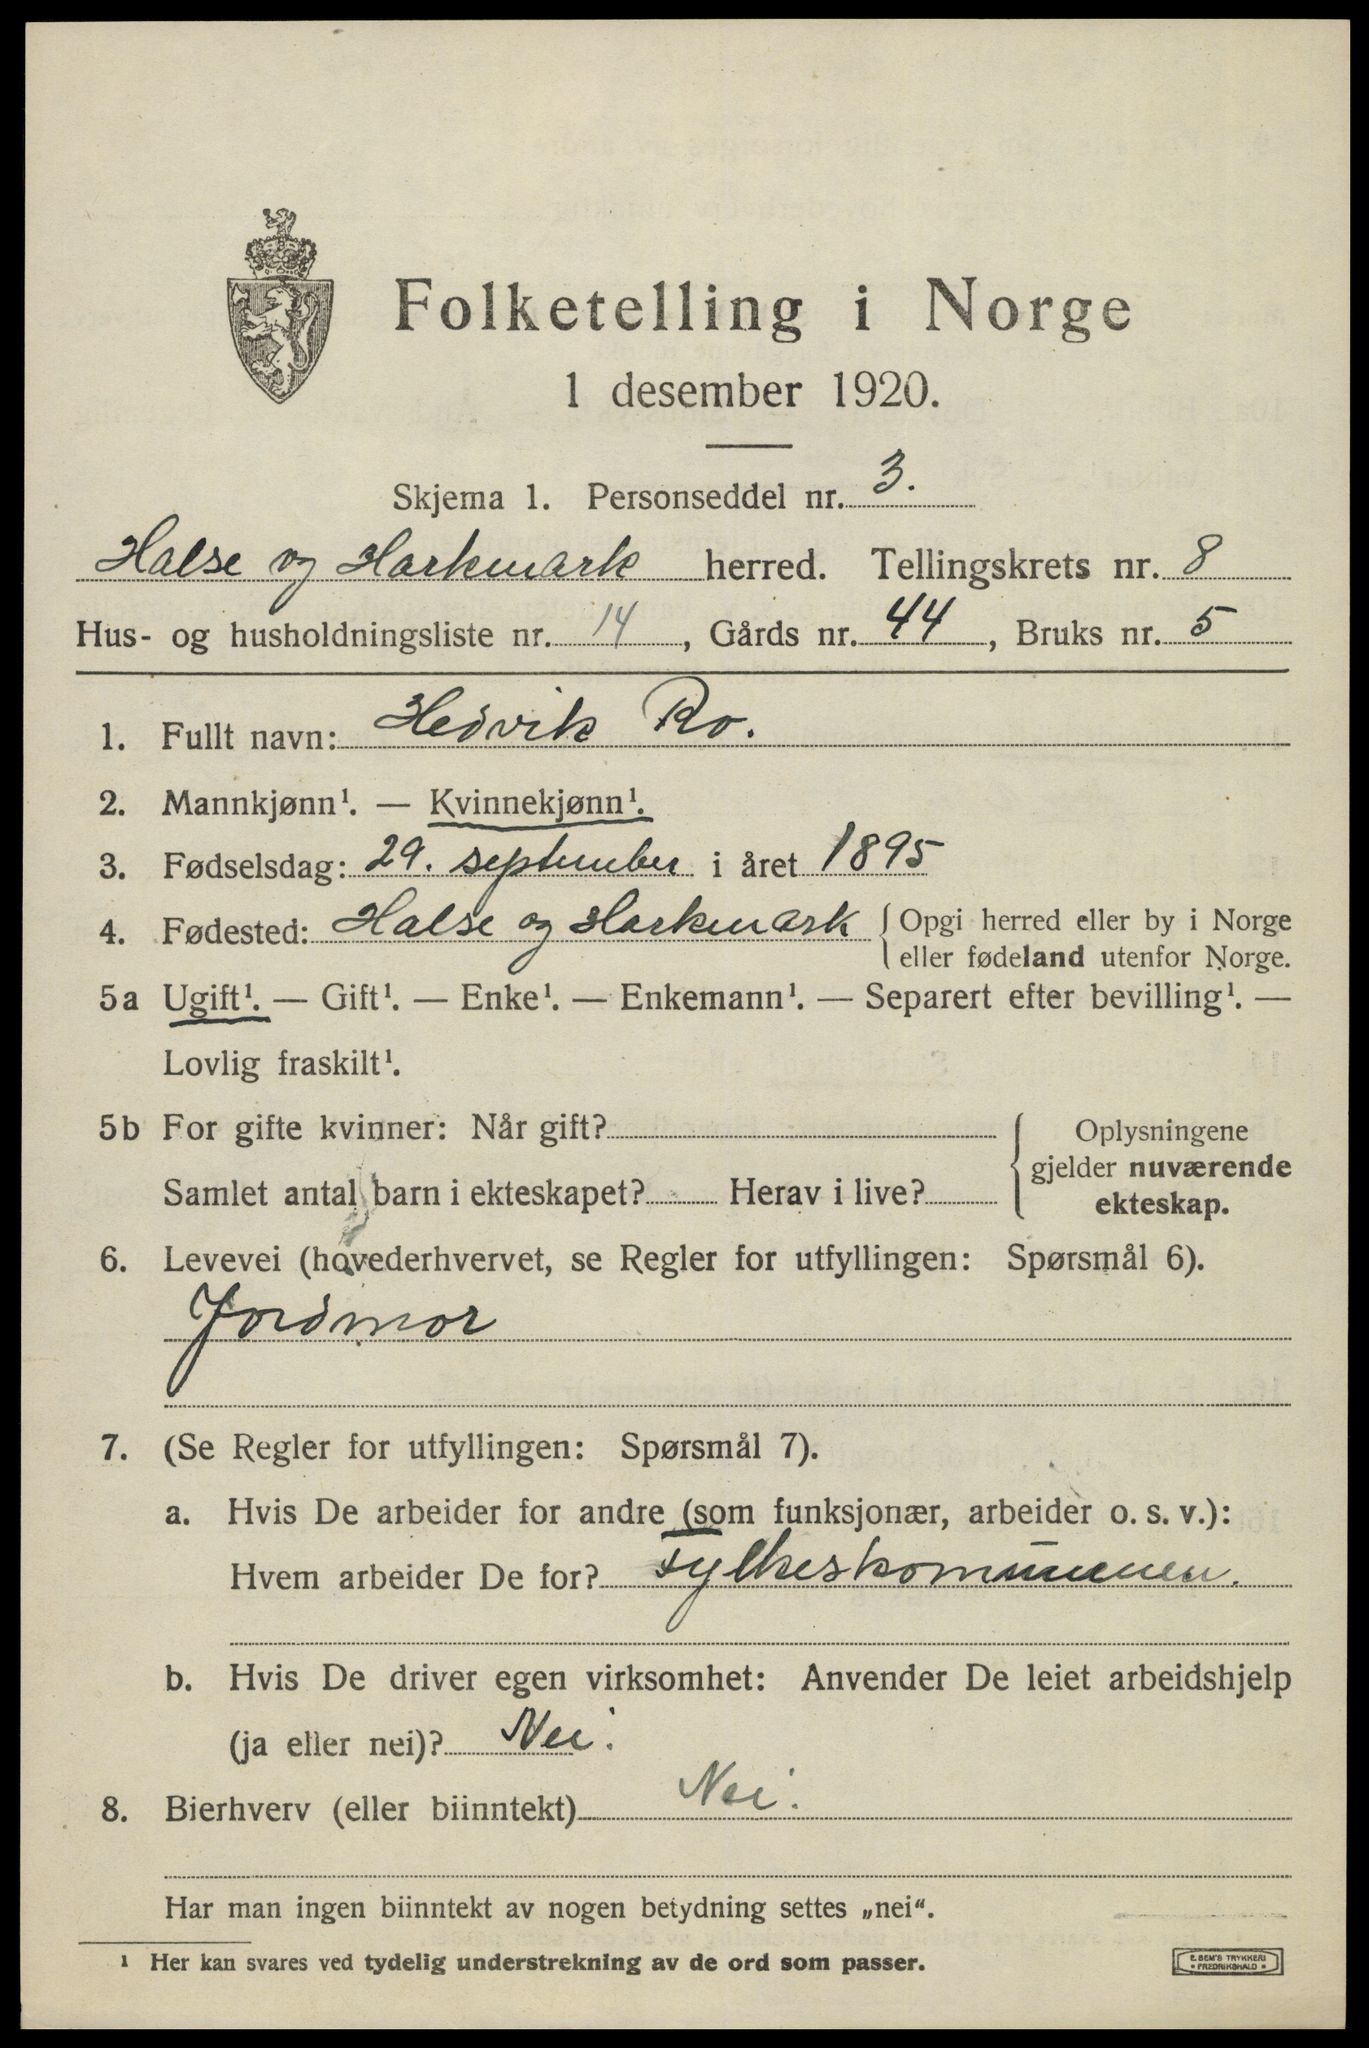 Folketelling i Norge
1 desember 1920.
Skjema 1. Personseddel nr. 3.
Halse og Harkmark herred. Tellingskrets nr. 8
Hus- og husholdningsliste nr. 14, Gårds nr. 44, Bruks nr. 5
1. Fullt navn: Hedvik Ro.
2. Mannkjønn¹. — Kvinnekjønn¹.
3. Fødselsdag: 29. september i året 1895
4. Fødested: Halse og Harkmark { Opgi herred eller by i Norge
eller fødeland utenfor Norge.
5a Ugift¹. — Gift¹. — Enke¹. — Enkemann¹. — Separert efter bevilling¹. —
Lovlig fraskilt¹.
5b For gifte kvinner: Når gift?
Samlet antal barn i ekteskapet? Herav i live?
Oplysningene
gjelder nuværende
ekteskap.
6. Levevei (hovederhvervet, se Regler for utfyllingen: Spørsmål 6).
Jordmor
7. (Se Regler for utfyllingen: Spørsmål 7).
a. Hvis De arbeider for andre (som funksjonær, arbeider o. s. v.):
Hvem arbeider De for? Fylkeskommunen.
b. Hvis De driver egen virksomhet: Anvender De leiet arbeidshjelp
(ja eller nei)? Nei.
8. Bierhverv (eller biinntekt) Nei.
Har man ingen biinntekt av nogen betydning settes „nei“.
¹ Her kan svares ved tydelig understrekning av de ord som passer.
E. SEM'S TRYKKERI
FREDRIKSHALD